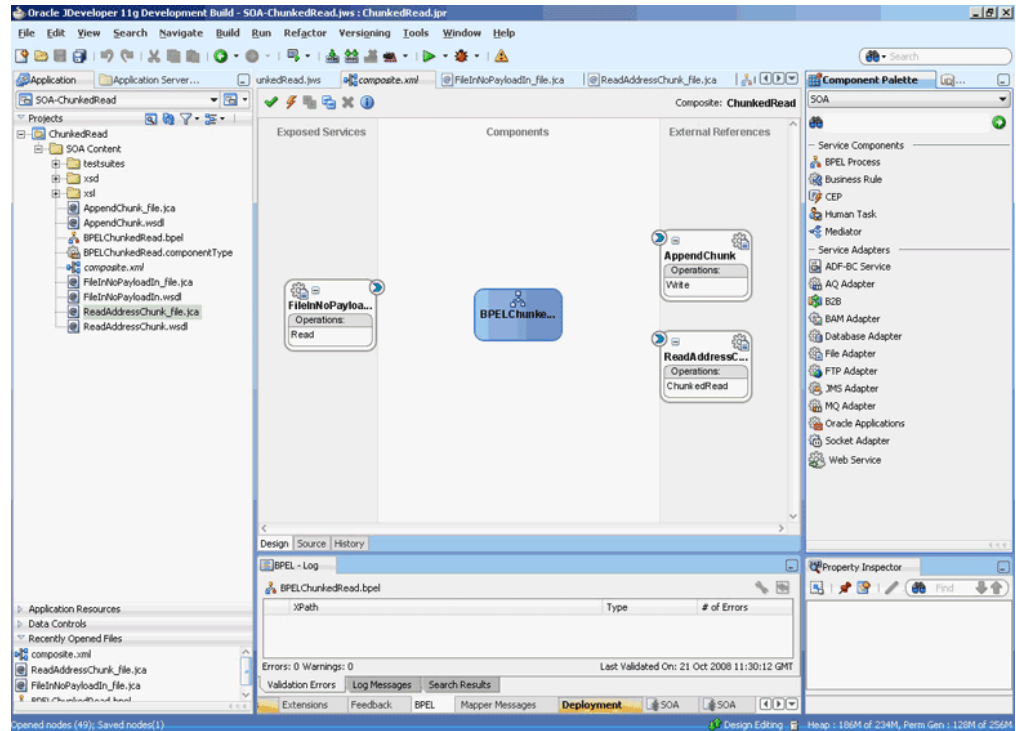 Oracle JDeveloper 11g Development Build - SOA-ChunkedRead.jws : ChunkedRead.jpr
File Edit View Search Navigate Build Run Refactor Versioning Tools Window Help
Search
Application
Application Server...
unkedRead.jws
composite.xml
FileInNoPayloadIn_file.jca
ReadAddressChunk_file.jca
Component Palette
SOA-ChunkedRead
Composite: ChunkedRead
SOA
Projects
ChunkedRead
SOA Content
testsuites
xsd
xsl
AppendChunk_file.jca
AppendChunk.wsdl
BPELChunkedRead.bpel
BPELChunkedRead.componentType
composite.xml
FileInNoPayloadIn_file.jca
FileInNoPayloadIn.wsdl
ReadAddressChunk_file.jca
ReadAddressChunk.wsdl
Exposed Services
Components
External References
FileInNoPayloa...
Operations:
Read
BPELChunke...
AppendChunk
Operations:
Write
ReadAddressC...
Operations:
ChunkedRead
Service Components
BPEL Process
Business Rule
CEP
Human Task
Mediator
Service Adapters
ADF-BC Service
AQ Adapter
B2B
BAM Adapter
Database Adapter
File Adapter
FTP Adapter
JMS Adapter
MQ Adapter
Oracle Applications
Socket Adapter
Web Service
Design Source History
BPEL - Log
BPELChunkedRead.bpel
XPath Type # of Errors
Errors: 0 Warnings: 0 Last Validated On: 21 Oct 2008 11:30:12 GMT
Validation Errors Log Messages Search Results
Extensions Feedback BPEL Mapper Messages Deployment SOA SOA
Property Inspector
Find
Application Resources
Data Controls
Recently Opened Files
composite.xml
ReadAddressChunk_file.jca
FileInNoPayloadIn_file.jca
BPELChunkedRead.bpel
Opened nodes (49); Saved nodes(1) Design Editing Heap : 186M of 234M, Perm Gen : 128M of 256M